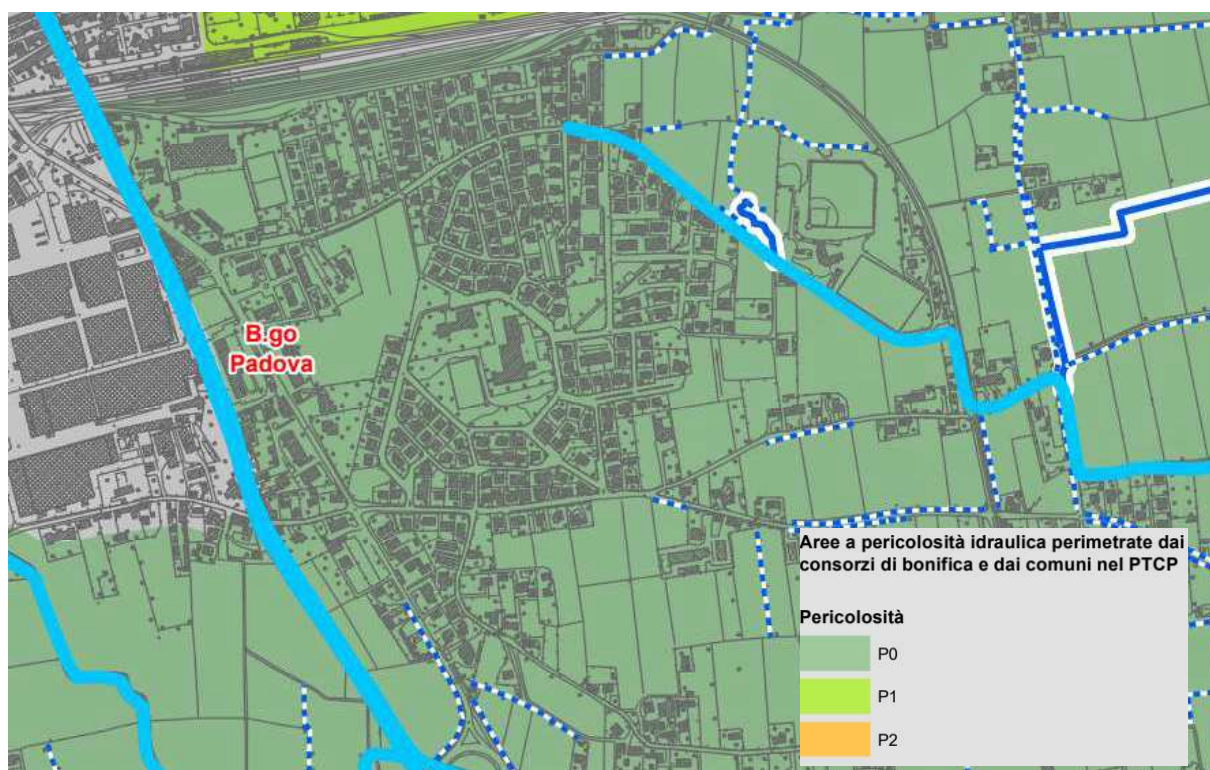 B.go
Padova
Aree a pericolosità idraulica perimetrate dai
consorzi di bonifica e dai comuni nel PTCP
Pericolosità
P0
P1
P2